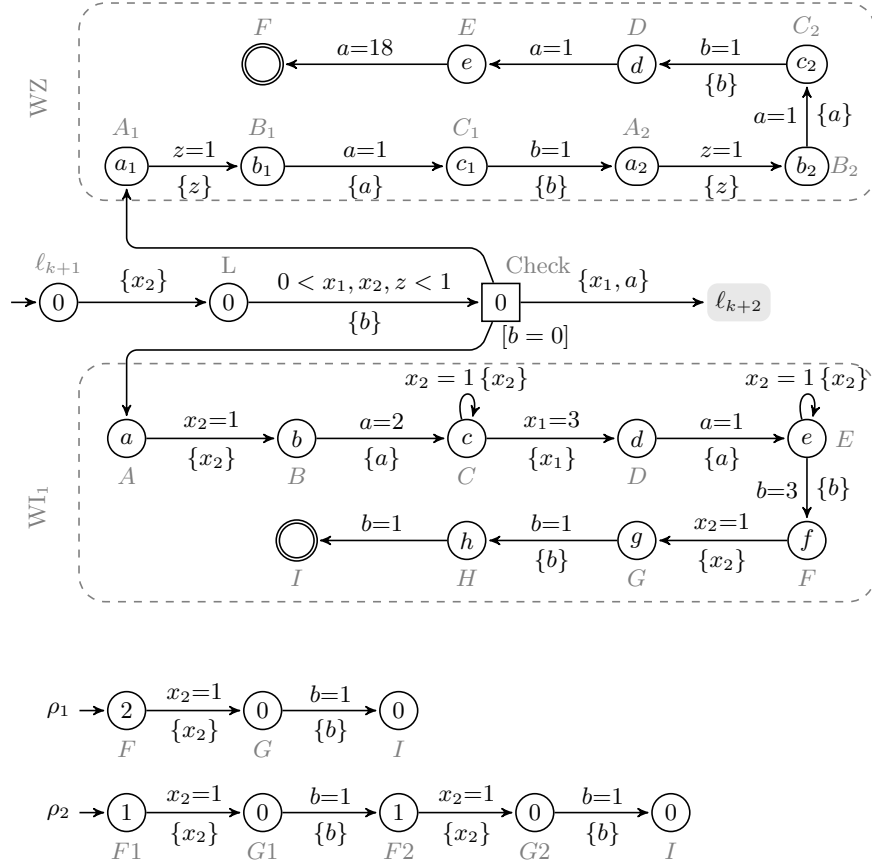 F E D C₂
a=18 a=1 b=1
e d {b} c₂
WZ
a=1 {a}
A₁ B₁ C₁ A₂
z=1 a=1 b=1 z=1
a₁ b₁ c₁ a₂ b₂ B₂
{z} {a} {b} {z}
ℓₖ₊₁ L Check
{x₂} 0 < x₁, x₂, z < 1 {x₁, a}
0 0 0 ℓₖ₊₂
{b} [b = 0]
x₂ = 1 {x₂} x₂ = 1 {x₂}
x₂=1 a=2 x₁=3 a=1
a b c d e E
{x₂} {a} {x₁} {a}
A B C D
b=3 {b}
WI₁
b=1 b=1 x₂=1
h g f
{b} {x₂}
I H G F
x₂=1 b=1
ρ₁ 2 0 0
{x₂} {b}
F G I
x₂=1 b=1 x₂=1 b=1
ρ₂ 1 0 1 0 0
{x₂} {b} {x₂} {b}
F1 G1 F2 G2 I